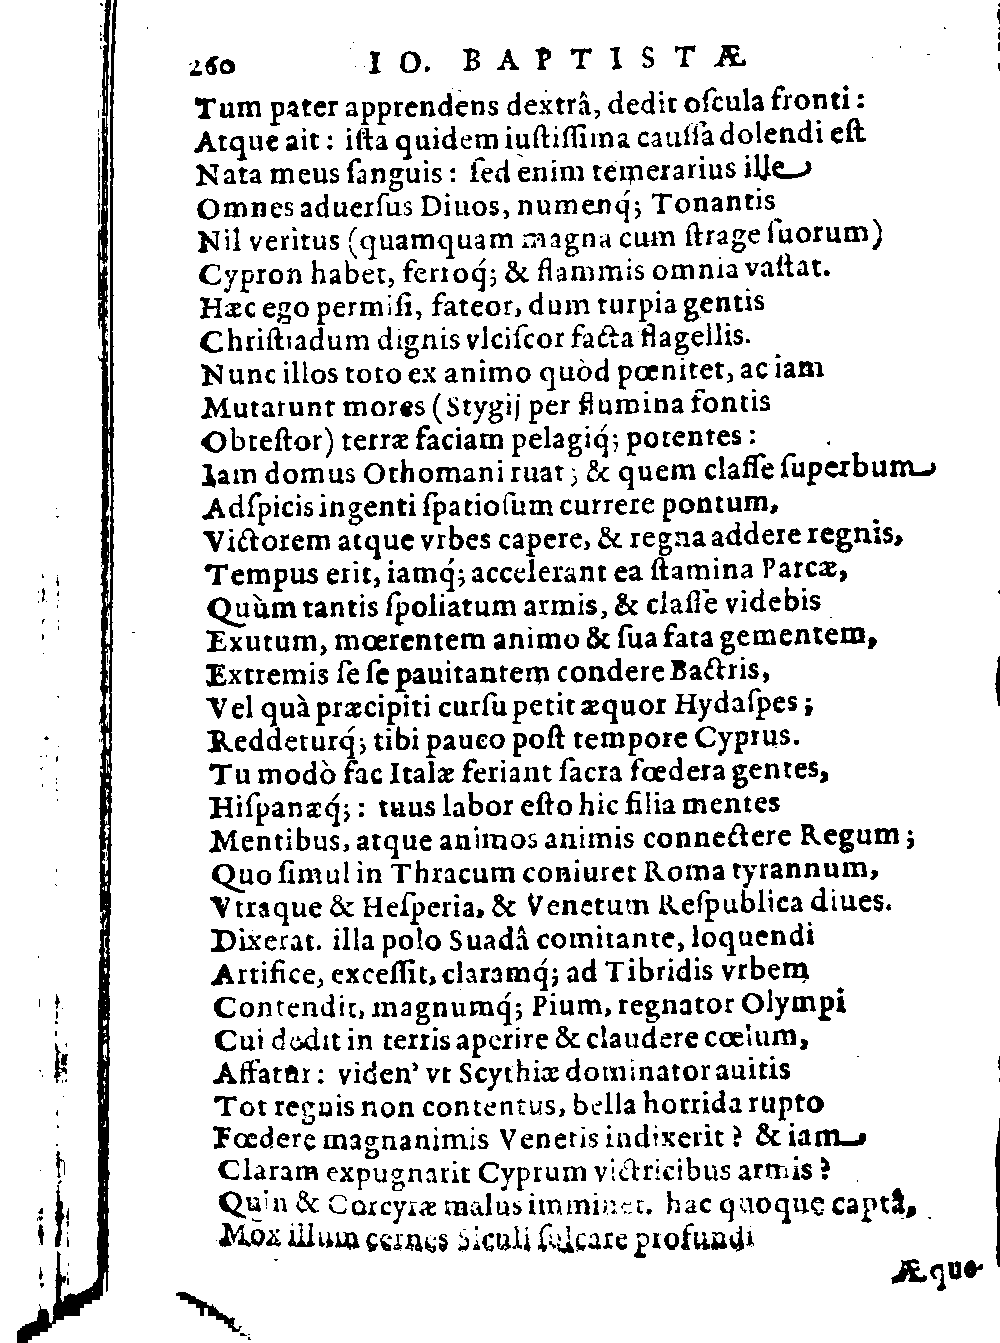 260 IO. BAPTISTÆ
Tum pater apprendens dextrâ, dedit oſcula fronti:
Atque ait: iſta quidem iuſtiſſima cauſſa dolendi eſt
Nata meus ſanguis: ſed enim temerarius ille
Omnes aduerſus Diuos, numenq́; Tonantis
Nil veritus (quamquam magna cum ſtrage ſuorum)
Cypron habet, ferroq́; & flammis omnia vaſtat.
Hæc ego permiſi, fateor, dum turpia gentis
Chriſtiadum dignis vlciſcor facta flagellis.
Nunc illos toto ex animo quòd pœnitet, ac iam
Mutarunt mores (Stygij per flumina fontis
Obteſtor) terræ faciam pelagiq́; potentes:
Iam domus Othomani ruat; & quem claſſe ſuperbum
Adſpicis ingenti ſpatioſum currere pontum,
Victorem atque vrbes capere, & regna addere regnis,
Tempus erit, iamq́; accelerant ea ſtamina Parcæ,
Quùm tantis ſpoliatum armis, & claſſe videbis
Exutum, mœrentem animo & ſua fata gementem,
Extremis ſe ſe pauitantem condere Bactris,
Vel quà præcipiti curſu petit æquor Hydaſpes;
Reddeturq́; tibi pauco poſt tempore Cyprus.
Tu modò fac Italæ feriant ſacra fœdera gentes,
Hiſpanæq́;: tuus labor eſto hic filia mentes
Mentibus, atque animos animis connectere Regum;
Quo ſimul in Thracum coniuret Roma tyrannum,
Vtraque & Heſperia, & Venetum Reſpublica diues.
Dixerat. illa polo Suadâ comitante, loquendi
Artifice, exceſſit, claramq́; ad Tibridis vrbem
Contendit, magnumq́; Pium, regnator Olympi
Cui dedit in terris aperire & claudere cœlum,
Affatur: viden' vt Scythiæ dominator auitis
Tot regnis non contentus, bella horrida rupto
Fœdere magnanimis Venetis indixerit? & iam
Claram expugnarit Cyprum victricibus armis?
Quin & Corcyræ malus imminet. hac quoque captâ,
Mox illum cernes Siculi ſulcare profundi
Æquo-